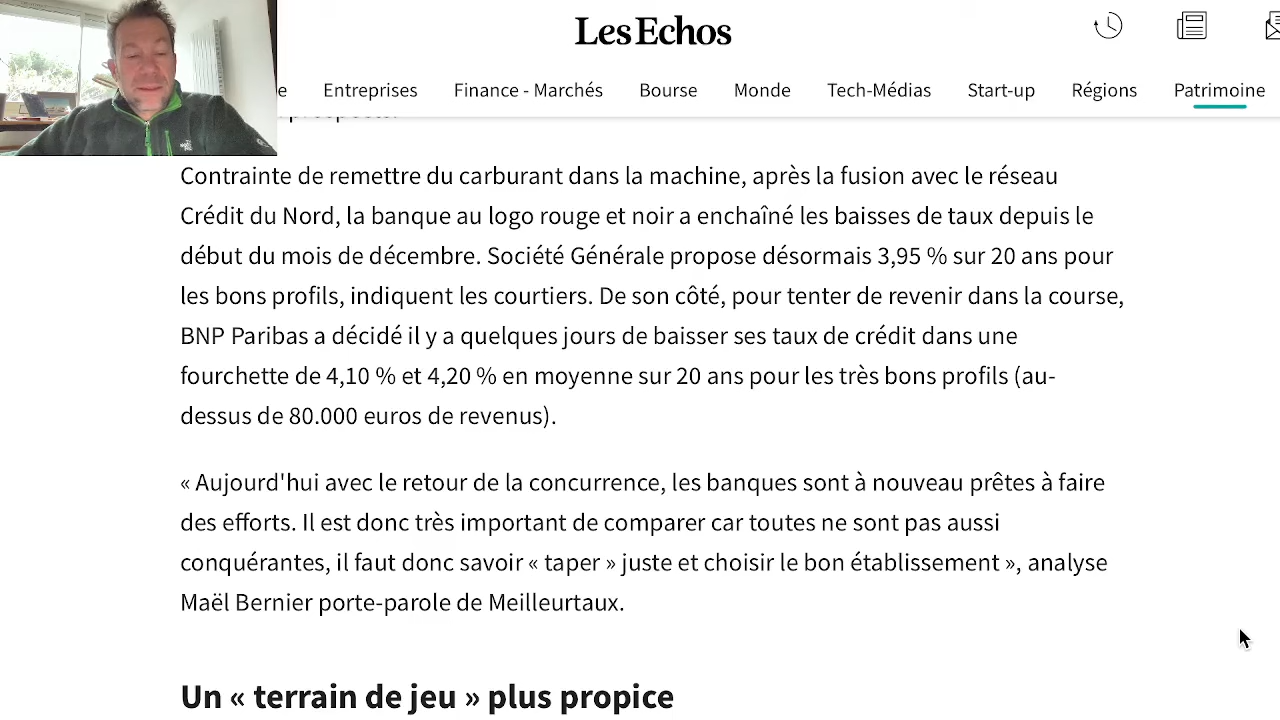 Les Echos
e Entreprises Finance - Marchés Bourse Monde Tech-Médias Start-up Régions Patrimoine
Contrainte de remettre du carburant dans la machine, après la fusion avec le réseau
Crédit du Nord, la banque au logo rouge et noir a enchaîné les baisses de taux depuis le
début du mois de décembre. Société Générale propose désormais 3,95 % sur 20 ans pour
les bons profils, indiquent les courtiers. De son côté, pour tenter de revenir dans la course,
BNP Paribas a décidé il y a quelques jours de baisser ses taux de crédit dans une
fourchette de 4,10 % et 4,20 % en moyenne sur 20 ans pour les très bons profils (au-
dessus de 80.000 euros de revenus).
« Aujourd'hui avec le retour de la concurrence, les banques sont à nouveau prêtes à faire
des efforts. Il est donc très important de comparer car toutes ne sont pas aussi
conquérantes, il faut donc savoir « taper » juste et choisir le bon établissement », analyse
Maël Bernier porte-parole de Meilleurtaux.
Un « terrain de jeu » plus propice